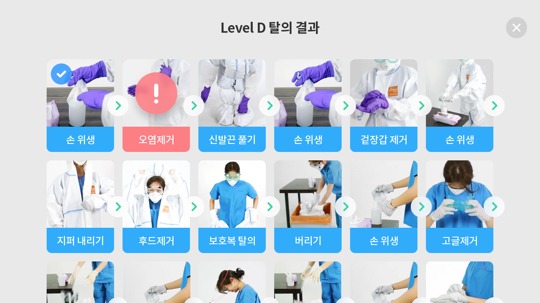 Level D 탈의 결과
손 위생
오염제거
신발끈 풀기
손 위생
겉장갑 제거
손 위생
지퍼 내리기
후드제거
보호복 탈의
버리기
손 위생
고글제거